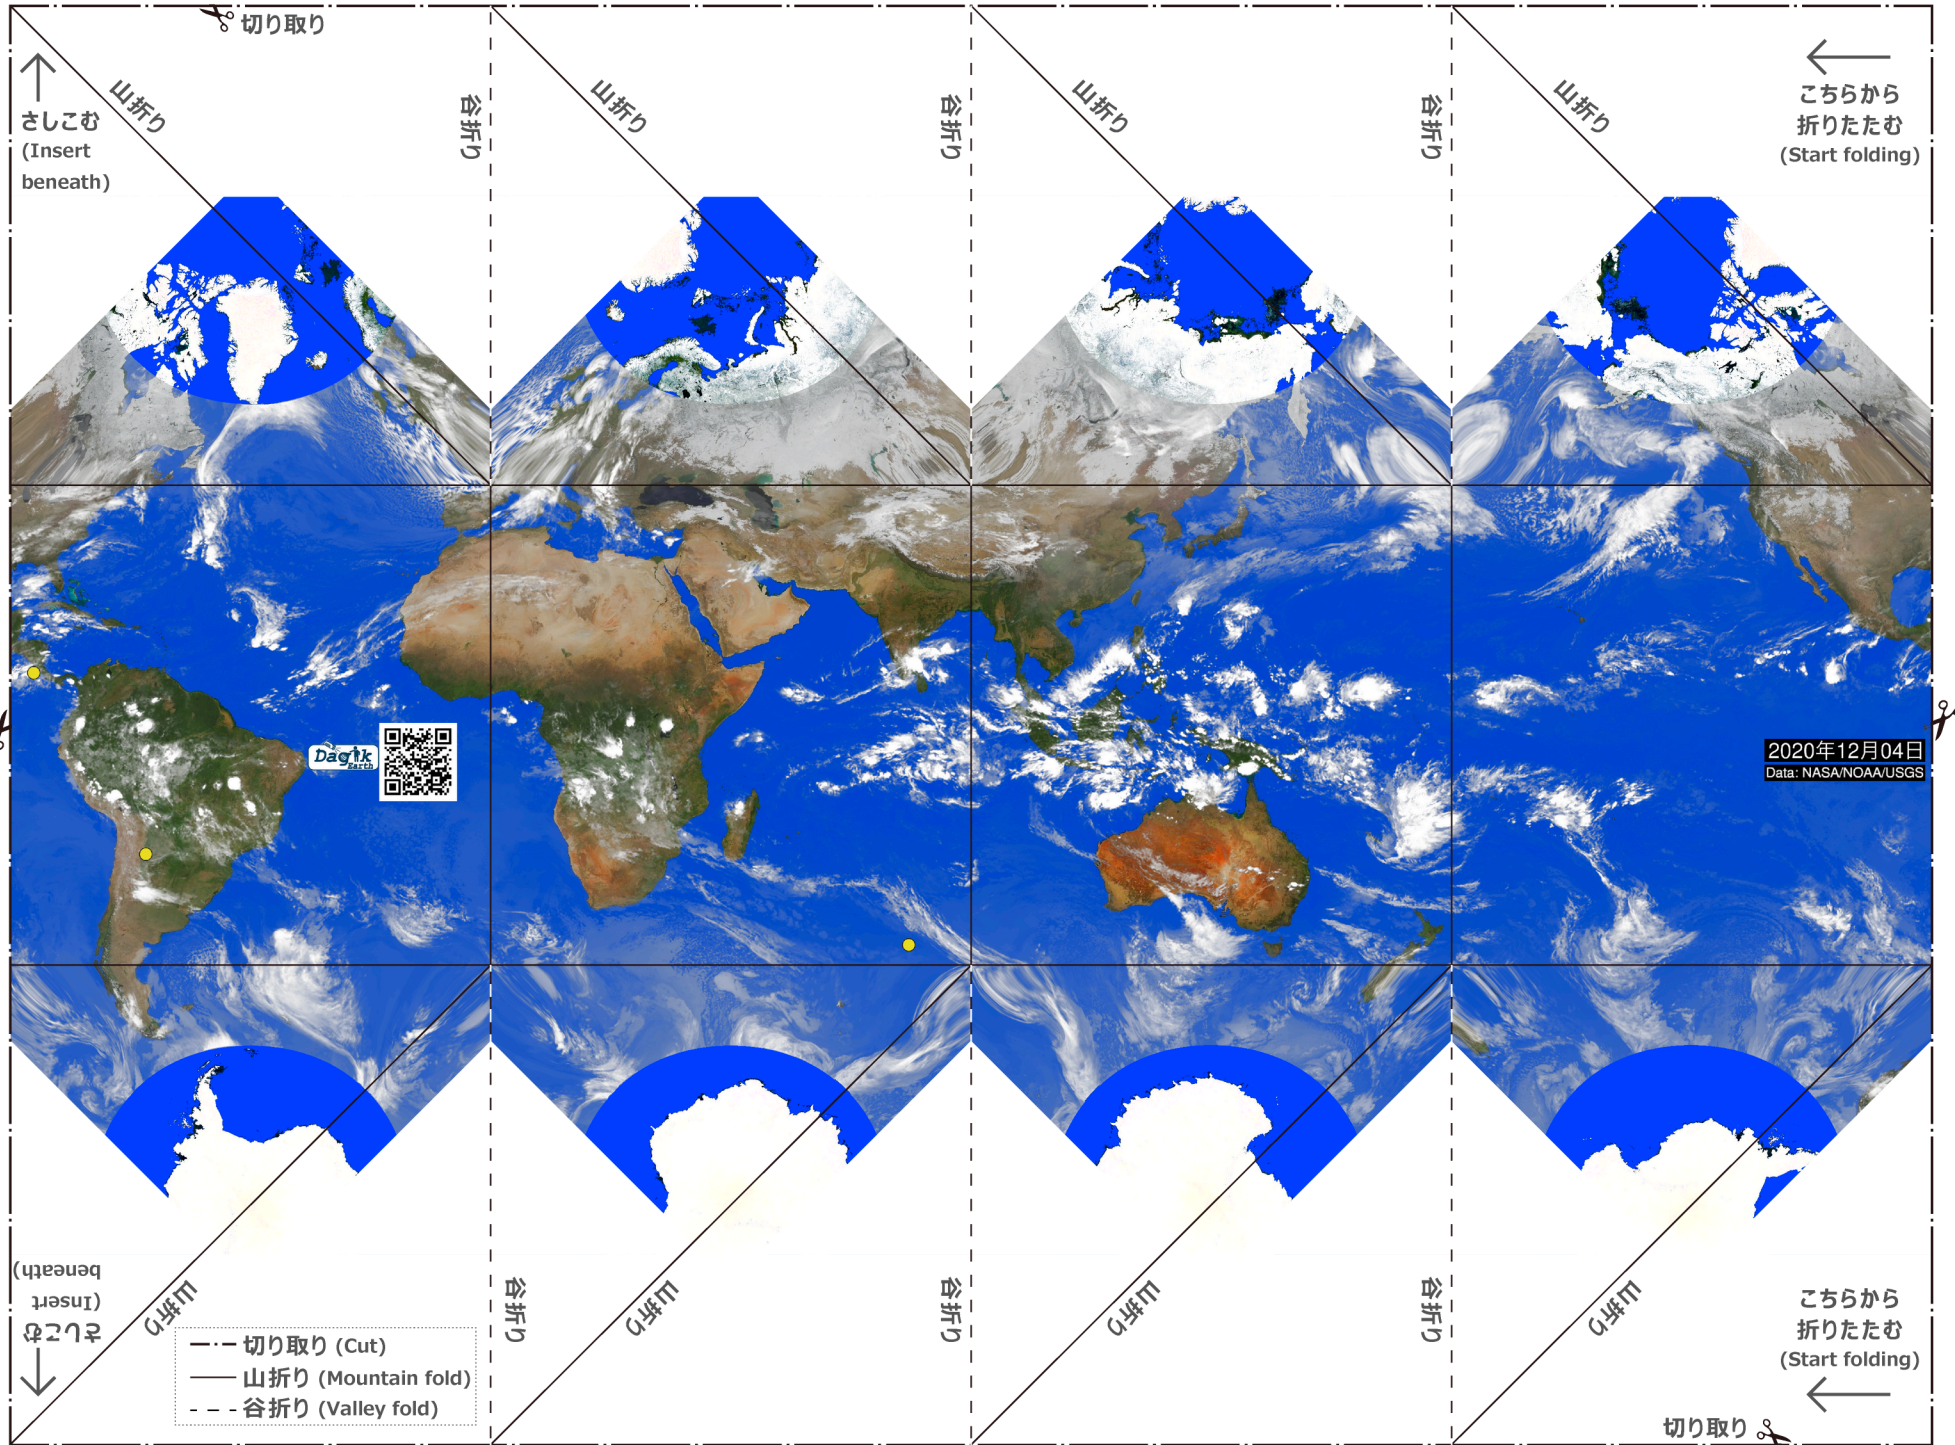 切り取り
さしこむ
(Insert
beneath)
山折り
谷折り
山折り
谷折り
山折り
谷折り
山折り
こちらから
折りたたむ
(Start folding)
Dagik
Earth
2020年12月04日
Data: NASA/NOAA/USGS
さしこむ
(Insert
beneath)
山折り
谷折り
山折り
谷折り
山折り
谷折り
山折り
こちらから
折りたたむ
(Start folding)
切り取り (Cut)
山折り (Mountain fold)
谷折り (Valley fold)
切り取り